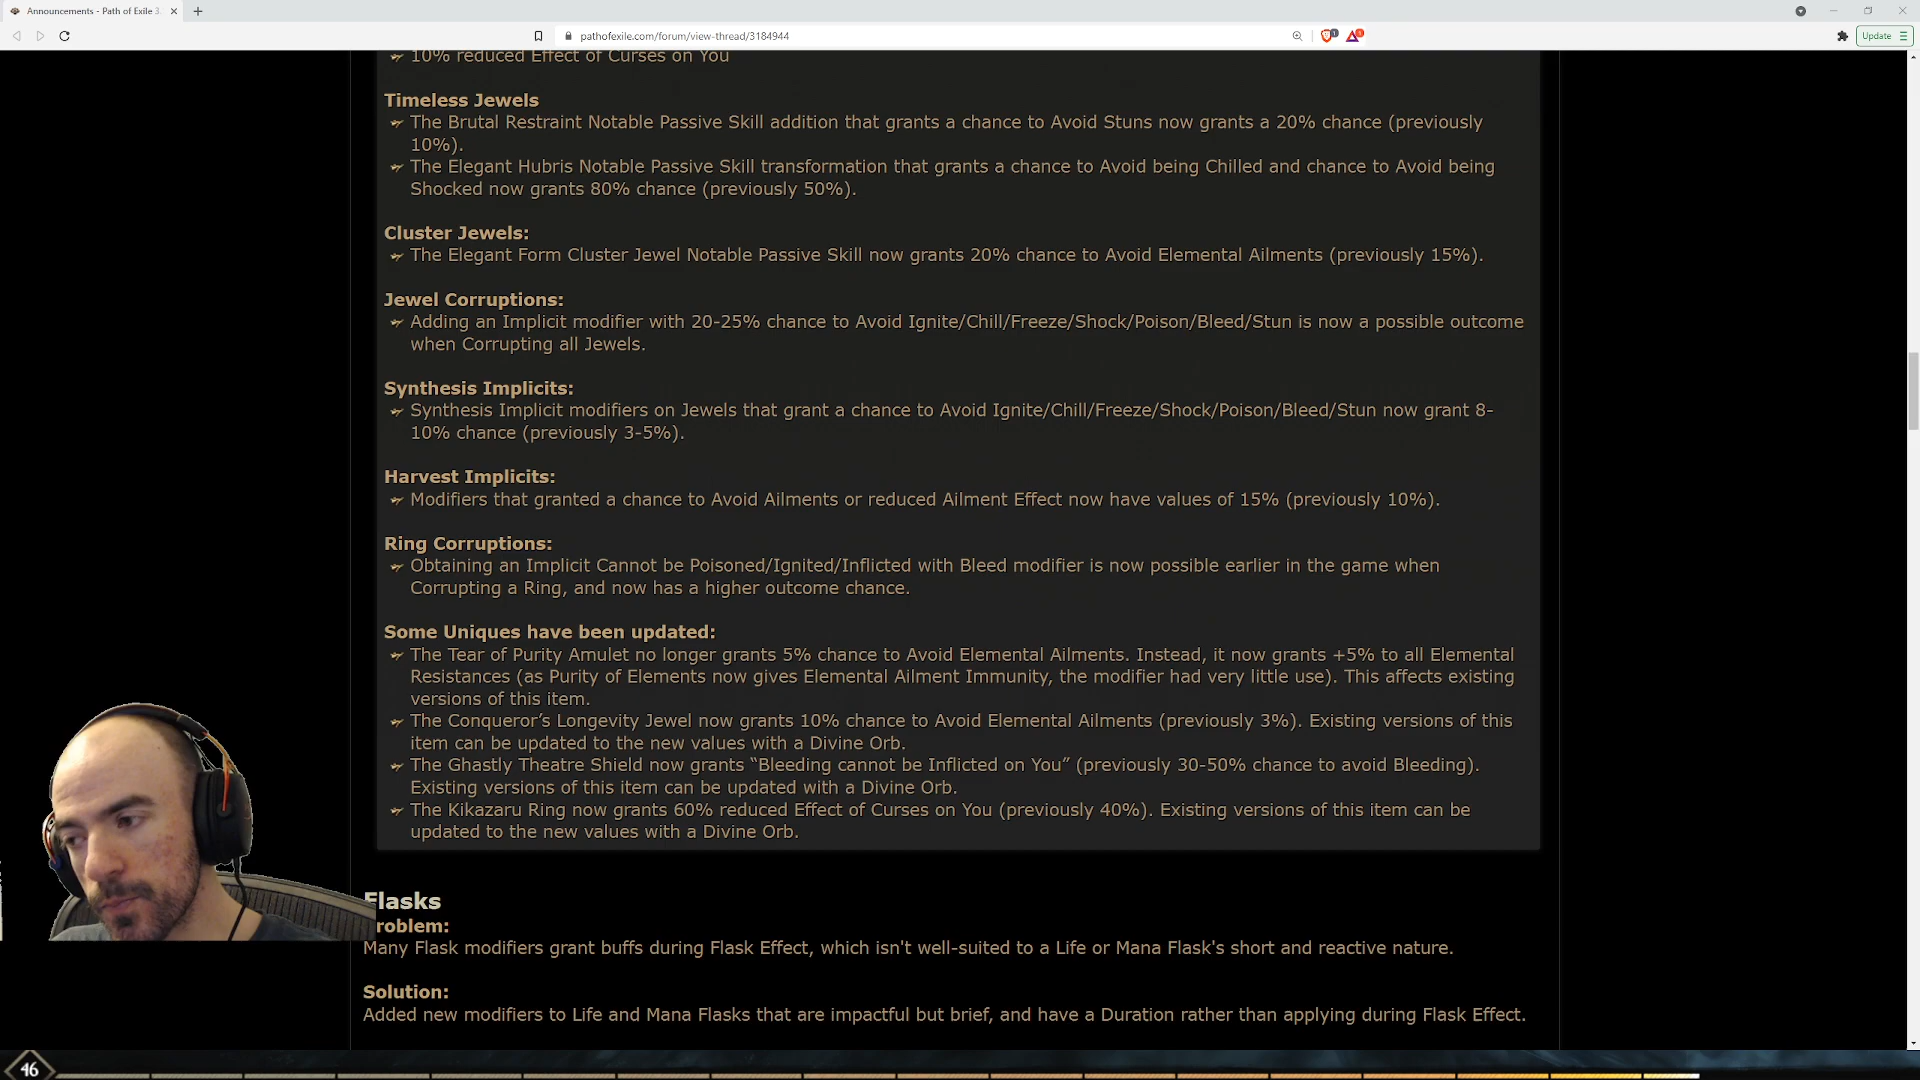 Announcements - Path of Exile 3.
pathofexile.com/forum/view-thread/3184944
Update
10% reduced Effect of Curses on You
Timeless Jewels
The Brutal Restraint Notable Passive Skill addition that grants a chance to Avoid Stuns now grants a 20% chance (previously
10%).
The Elegant Hubris Notable Passive Skill transformation that grants a chance to Avoid being Chilled and chance to Avoid being
Shocked now grants 80% chance (previously 50%).
Cluster Jewels:
The Elegant Form Cluster Jewel Notable Passive Skill now grants 20% chance to Avoid Elemental Ailments (previously 15%).
Jewel Corruptions:
Adding an Implicit modifier with 20-25% chance to Avoid Ignite/Chill/Freeze/Shock/Poison/Bleed/Stun is now a possible outcome
when Corrupting all Jewels.
Synthesis Implicits:
Synthesis Implicit modifiers on Jewels that grant a chance to Avoid Ignite/Chill/Freeze/Shock/Poison/Bleed/Stun now grant 8-
10% chance (previously 3-5%).
Harvest Implicits:
Modifiers that granted a chance to Avoid Ailments or reduced Ailment Effect now have values of 15% (previously 10%).
Ring Corruptions:
Obtaining an Implicit Cannot be Poisoned/Ignited/Inflicted with Bleed modifier is now possible earlier in the game when
Corrupting a Ring, and now has a higher outcome chance.
Some Uniques have been updated:
The Tear of Purity Amulet no longer grants 5% chance to Avoid Elemental Ailments. Instead, it now grants +5% to all Elemental
Resistances (as Purity of Elements now gives Elemental Ailment Immunity, the modifier had very little use). This affects existing
versions of this item.
The Conqueror's Longevity Jewel now grants 10% chance to Avoid Elemental Ailments (previously 3%). Existing versions of this
item can be updated to the new values with a Divine Orb.
The Ghastly Theatre Shield now grants “Bleeding cannot be Inflicted on You” (previously 30-50% chance to avoid Bleeding).
Existing versions of this item can be updated with a Divine Orb.
The Kikazaru Ring now grants 60% reduced Effect of Curses on You (previously 40%). Existing versions of this item can be
updated to the new values with a Divine Orb.
Flasks
roblem:
Many Flask modifiers grant buffs during Flask Effect, which isn't well-suited to a Life or Mana Flask's short and reactive nature.
Solution:
Added new modifiers to Life and Mana Flasks that are impactful but brief, and have a Duration rather than applying during Flask Effect.
46